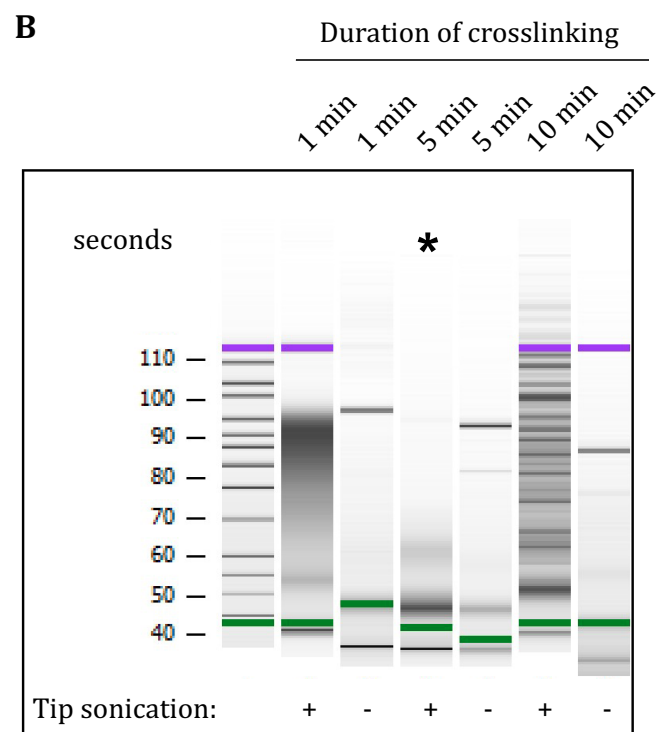 B
Duration of crosslinking
1 min 1 min 5 min 5 min 10 min 10 min
seconds *
110
100
90
80
70
60
50
40
Tip sonication: + - + - + -